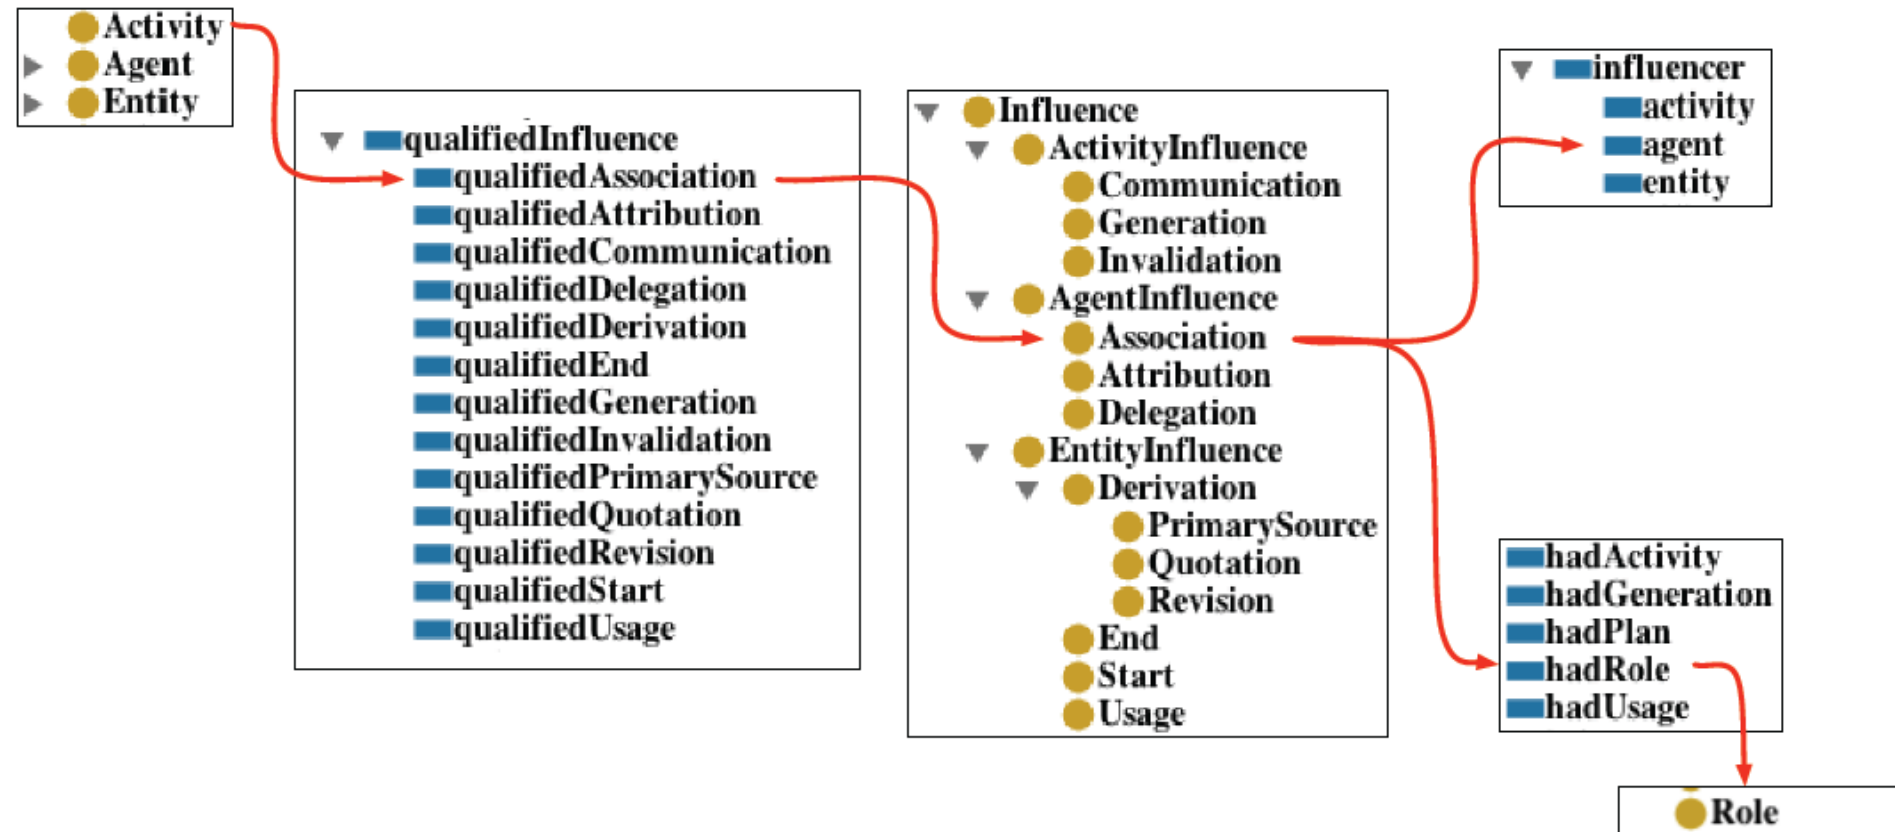 Activity
Agent
Entity
qualifiedInfluence
qualifiedAssociation
qualifiedAttribution
qualifiedCommunication
qualifiedDelegation
qualifiedDerivation
qualifiedEnd
qualifiedGeneration
qualifiedInvalidation
qualifiedPrimarySource
qualifiedQuotation
qualifiedRevision
qualifiedStart
qualifiedUsage
Influence
ActivityInfluence
Communication
Generation
Invalidation
AgentInfluence
Association
Attribution
Delegation
EntityInfluence
Derivation
PrimarySource
Quotation
Revision
End
Start
Usage
influencer
activity
agent
entity
hadActivity
hadGeneration
hadPlan
hadRole
hadUsage
Role